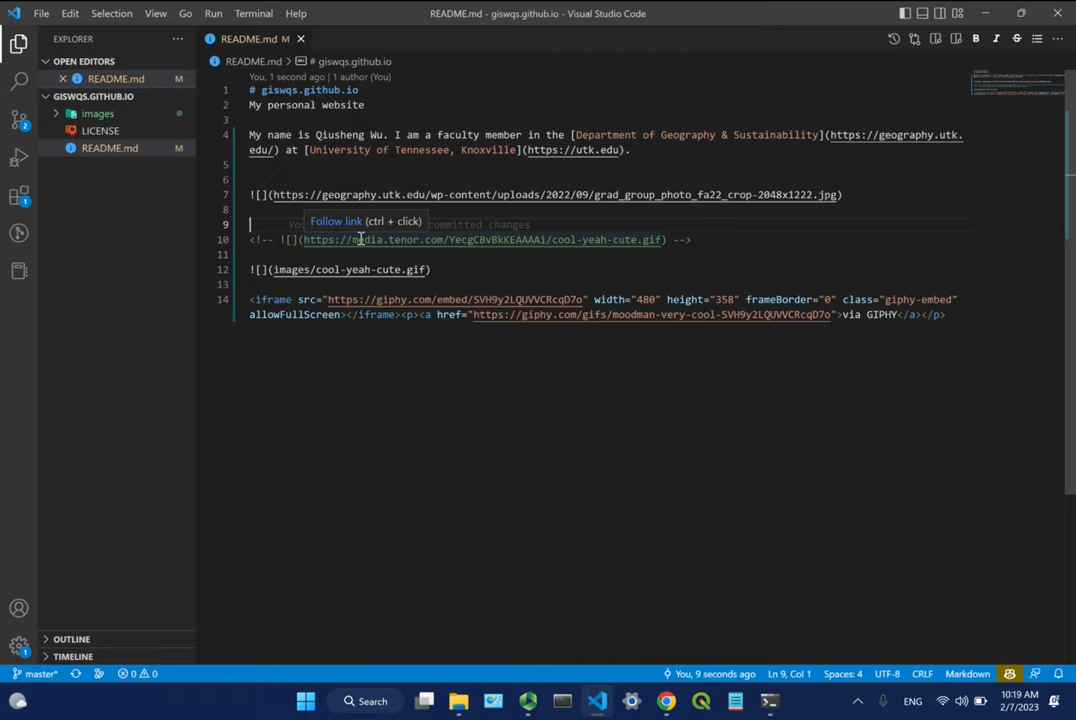 File Edit Selection View Go Run Terminal Help
README.md - giswqs.github.io - Visual Studio Code
EXPLORER
OPEN EDITORS
README.md M
GISWQS.GITHUB.IO
images
LICENSE
README.md M
OUTLINE
TIMELINE
README.md M
README.md > # giswqs.github.io
You, 1 second ago | 1 author (You)
1 # giswqs.github.io
2 My personal website
3
4 My name is Qiusheng Wu. I am a faculty member in the [Department of Geography & Sustainability](https://geography.utk.
edu/) at [University of Tennessee, Knoxville](https://utk.edu).
5
6
7 ![](https://geography.utk.edu/wp-content/uploads/2022/09/grad_group_photo_fa22_crop-2048x1222.jpg)
8
Follow link (ctrl + click)
9 committed changes
10 <!-- ![](https://media.tenor.com/YecgCBvBkKEAAAAi/cool-yeah-cute.gif) -->
11
12 ![](images/cool-yeah-cute.gif)
13
14 <iframe src="https://giphy.com/embed/SVH9y2LQUVVCRcqD7o" width="480" height="358" frameBorder="0" class="giphy-embed"
allowFullScreen></iframe><p><a href="https://giphy.com/gifs/moodman-very-cool-SVH9y2LQUVVCRcqD7o">via GIPHY</a></p>
2
1
1
master* 0 0
You, 9 seconds ago Ln 9, Col 1 Spaces: 4 UTF-8 CRLF Markdown
Search
ENG
10:19 AM
2/7/2023